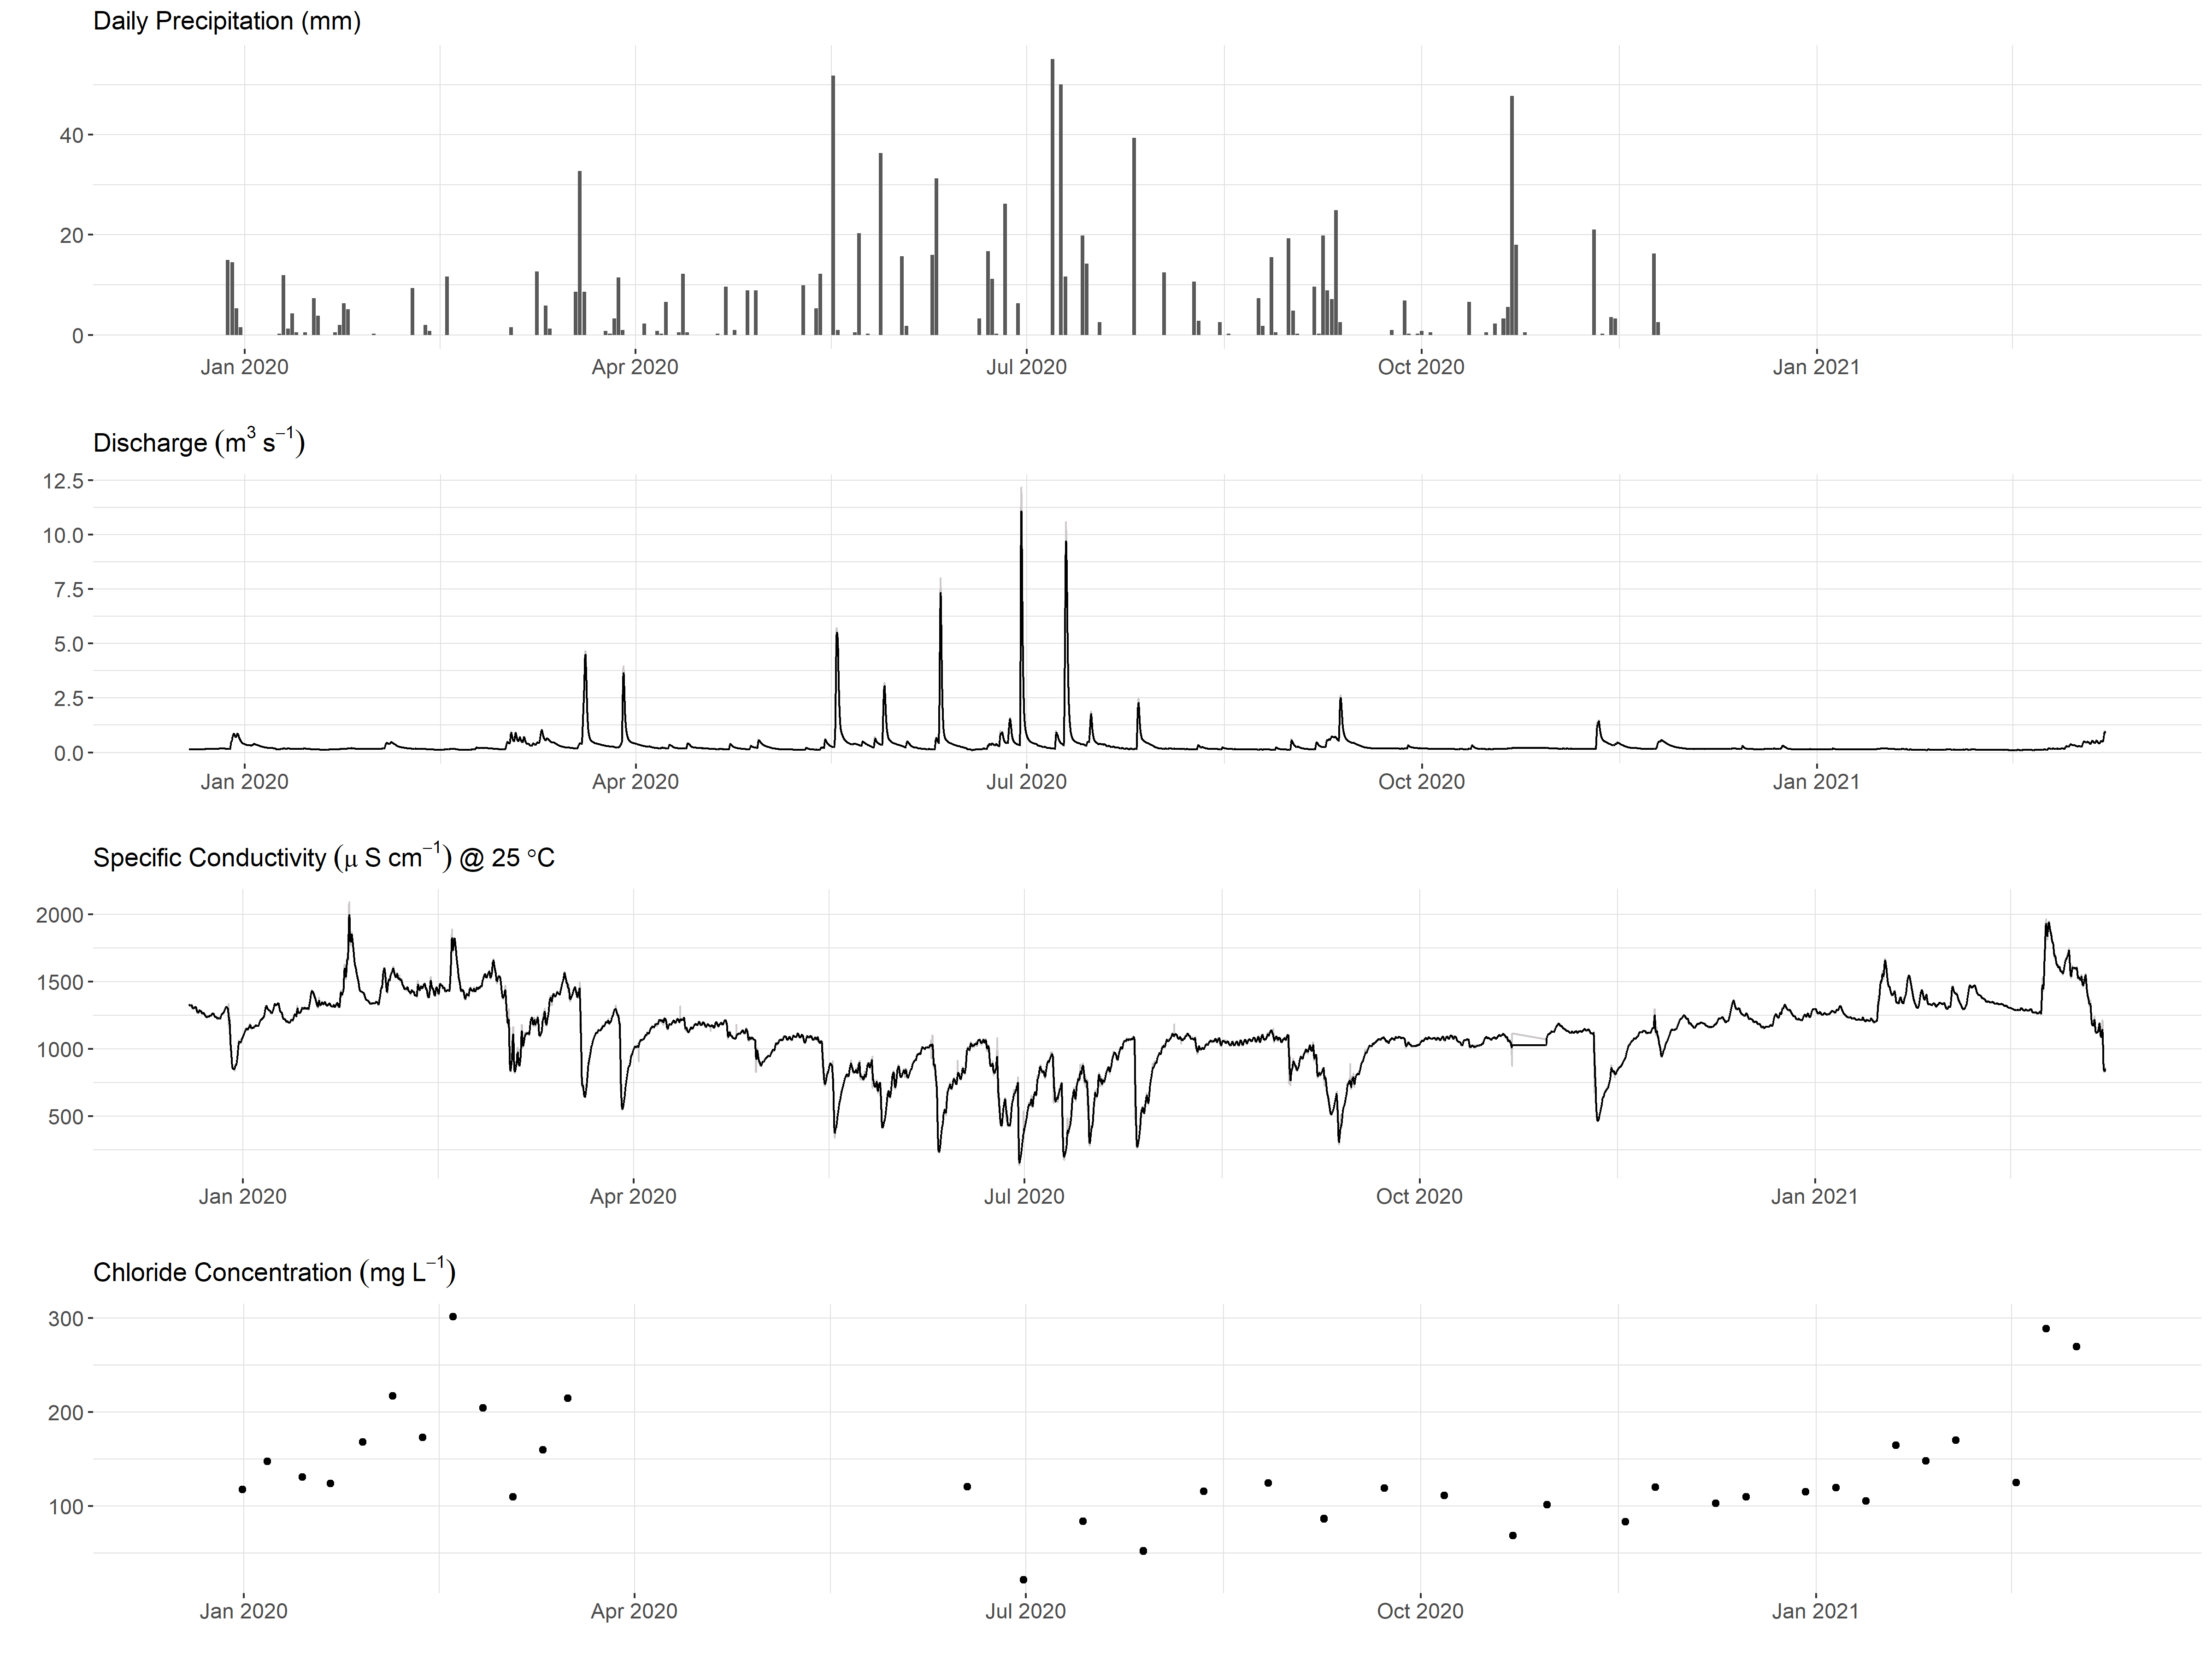 Daily Precipitation (mm)
40
20
0
Jan 2020 Apr 2020 Jul 2020 Oct 2020 Jan 2021
Discharge (m³ s⁻¹)
12.5
10.0
7.5
5.0
2.5
0.0
Jan 2020 Apr 2020 Jul 2020 Oct 2020 Jan 2021
Specific Conductivity (μ S cm⁻¹) @ 25 °C
2000
1500
1000
500
Jan 2020 Apr 2020 Jul 2020 Oct 2020 Jan 2021
Chloride Concentration (mg L⁻¹)
300
200
100
Jan 2020 Apr 2020 Jul 2020 Oct 2020 Jan 2021